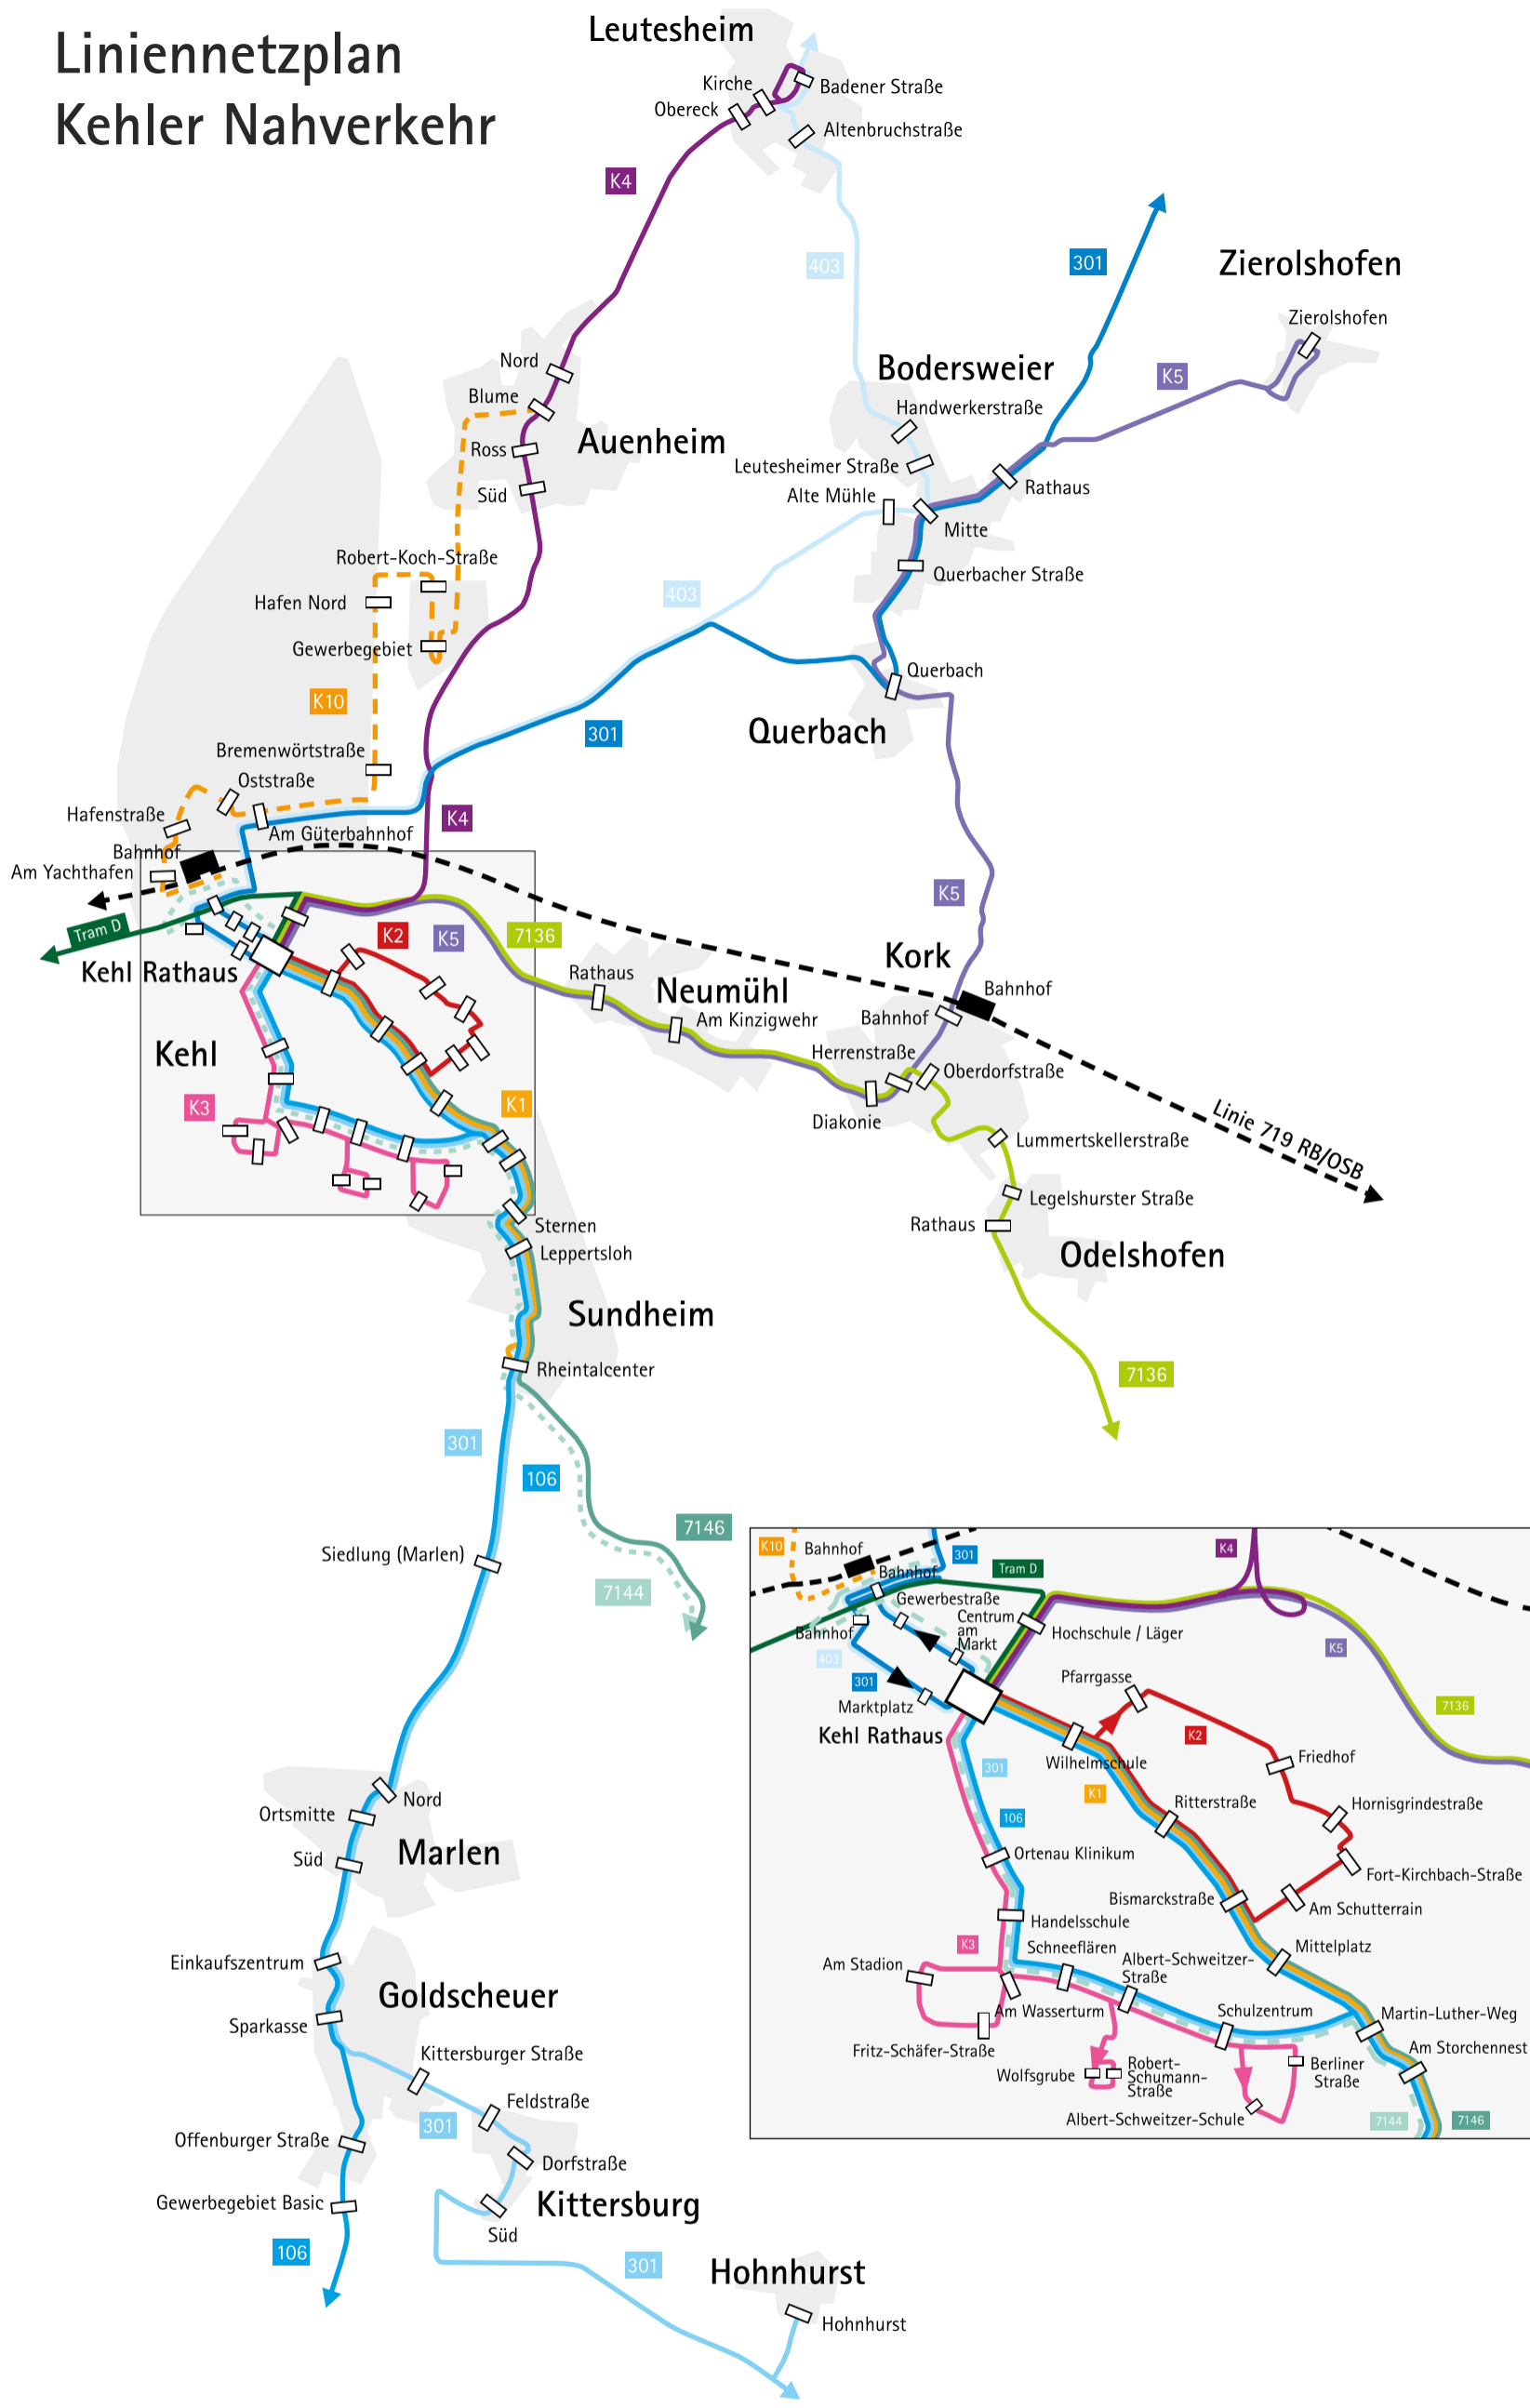 Liniennetzplan
Kehler Nahverkehr
Leutesheim
Kirche
Badener Straße
Obereck
Altenbruchstraße
K4
403
301
Zierolshofen
Zierolshofen
K5
Nord
Bodersweier
Blume
Handwerkerstraße
Auenheim
Ross
Leutesheimer Straße
Süd
Alte Mühle
Rathaus
Mitte
Robert-Koch-Straße
Querbacher Straße
Hafen Nord
403
Gewerbegebiet
Querbach
K10
301
Querbach
Bremenwörtstraße
Oststraße
Hafenstraße
K4
Am Güterbahnhof
Bahnhof
Am Yachthafen
K5
Tram D
K2
K5
7136
Kork
Kehl Rathaus
Rathaus
Neumühl
Bahnhof
Am Kinzigwehr
Bahnhof
Kehl
Herrenstraße
Oberdorfstraße
K3
K1
Diakonie
Linie 719 RB/OSB
Lummertskellerstraße
Legelshurster Straße
Sternen
Rathaus
Leppertsloh
Odelshofen
Sundheim
Rheintalcenter
7136
301
106
7146
Siedlung (Marlen)
7144
K10
Bahnhof
301
Tram D
K4
Bahnhof
Gewerbestraße
Centrum
am
Markt
Bahnhof
Hochschule / Läger
K5
403
301
Pfarrgasse
Marktplatz
7136
Kehl Rathaus
K2
Wilhelmschule
Friedhof
301
K1
Ritterstraße
Hornisgrindestraße
106
Ortenau Klinikum
Fort-Kirchbach-Straße
Bismarckstraße
Am Schutterrain
Handelsschule
K3
Schneeflären
Mittelplatz
Albert-Schweitzer-
Straße
Am Stadion
Am Wasserturm
Schulzentrum
Martin-Luther-Weg
Fritz-Schäfer-Straße
Am Storchennest
Wolfsgrube
Robert-
Schumann-
Straße
Berliner
Straße
Albert-Schweitzer-Schule
7144
7146
Nord
Ortsmitte
Marlen
Süd
Einkaufszentrum
Goldscheuer
Sparkasse
Kittersburger Straße
Feldstraße
301
Offenburger Straße
Dorfstraße
Gewerbegebiet Basic
Kittersburg
Süd
106
301
Hohnhurst
Hohnhurst